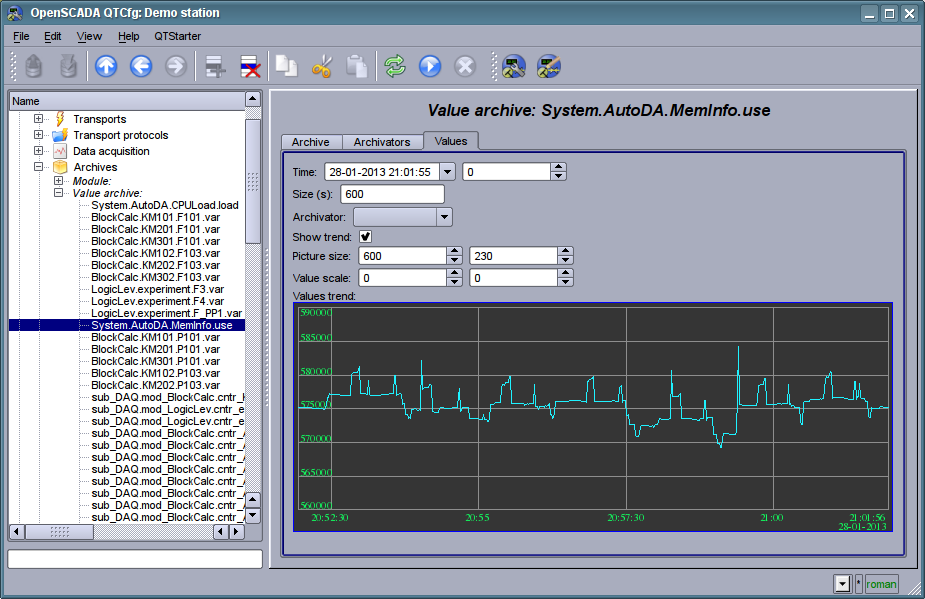 OpenSCADA QTCfg: Demo station
File Edit View Help QTStarter
Name
Transports
Transport protocols
Data acquisition
Archives
Module:
Value archive:
System.AutoDA.CPULoad.load
BlockCalc.KM101.F101.var
BlockCalc.KM201.F101.var
BlockCalc.KM301.F101.var
BlockCalc.KM102.F103.var
BlockCalc.KM202.F103.var
BlockCalc.KM302.F103.var
LogicLev.experiment.F3.var
LogicLev.experiment.F4.var
LogicLev.experiment.F_PP1.var
System.AutoDA.MemInfo.use
BlockCalc.KM101.P101.var
BlockCalc.KM201.P101.var
BlockCalc.KM301.P101.var
BlockCalc.KM102.P103.var
BlockCalc.KM202.P103.var
sub_DAQ.mod_BlockCalc.cntr_
sub_DAQ.mod_LogicLev.cntr_e
sub_DAQ.mod_LogicLev.cntr_e
sub_DAQ.mod_BlockCalc.cntr_
sub_DAQ.mod_BlockCalc.cntr_
sub_DAQ.mod_BlockCalc.cntr_
sub_DAQ.mod_BlockCalc.cntr_
sub_DAQ.mod_BlockCalc.cntr_
sub_DAQ.mod_BlockCalc.cntr_
sub_DAQ.mod_BlockCalc.cntr_
sub_DAQ.mod_BlockCalc.cntr_
Value archive: System.AutoDA.MemInfo.use
Archive Archivators Values
Time: 28-01-2013 21:01:55 0
Size (s): 600
Archivator:
Show trend:
Picture size: 600 230
Value scale: 0 0
Values trend:
590000
585000
580000
575000
570000
565000
560000
20:52:30 20:55 20:57:30 21:00 21:01:56
28-01-2013
* roman